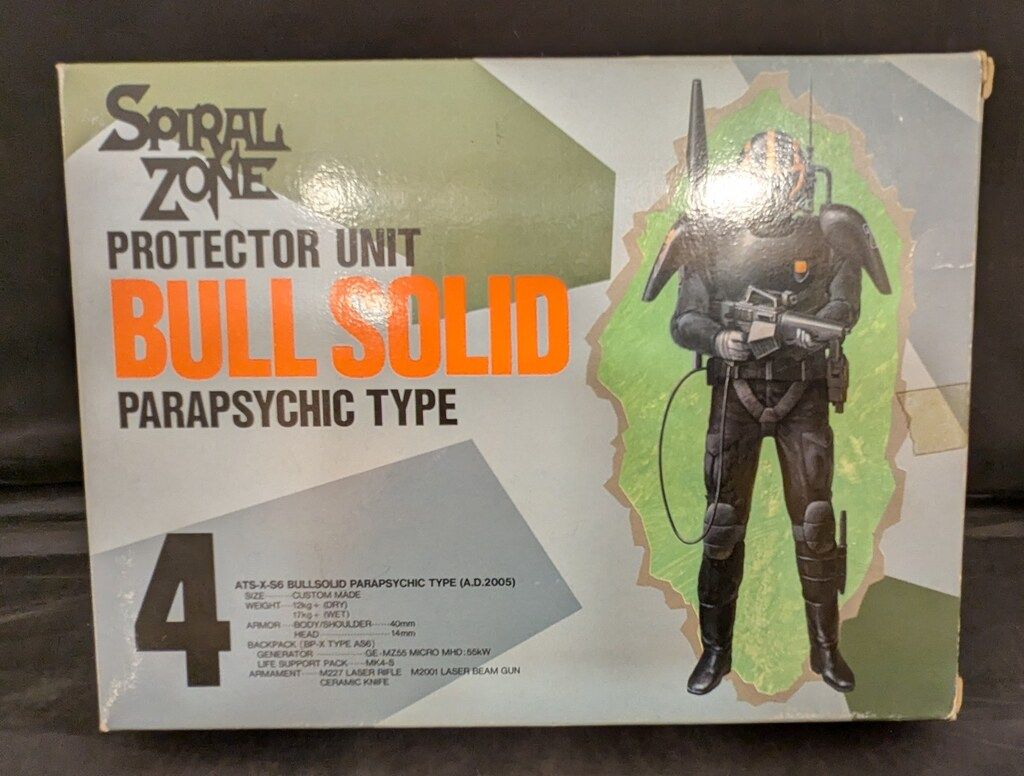 SPIRAL
ZONE
PROTECTOR UNIT
BULL SOLID
PARAPSYCHIC TYPE
4
ATS-X-S6 BULLSOLID PARAPSYCHIC TYPE (A.D.2005)
SIZE ------- CUSTOM MADE
WEIGHT ---- 12kg+ (DRY)
17kg+ (WET)
ARMOR ---- BODY/SHOULDER ------ 40mm
HEAD -------------------- 14mm
BACKPACK (BP-X TYPE AS6)
GENERATOR -------------- GE-MZ55 MICRO MHD:55kW
LIFE SUPPORT PACK ----- MK4-S
ARMAMENT ----- M227 LASER RIFLE M2001 LASER BEAM GUN
CERAMIC KNIFE